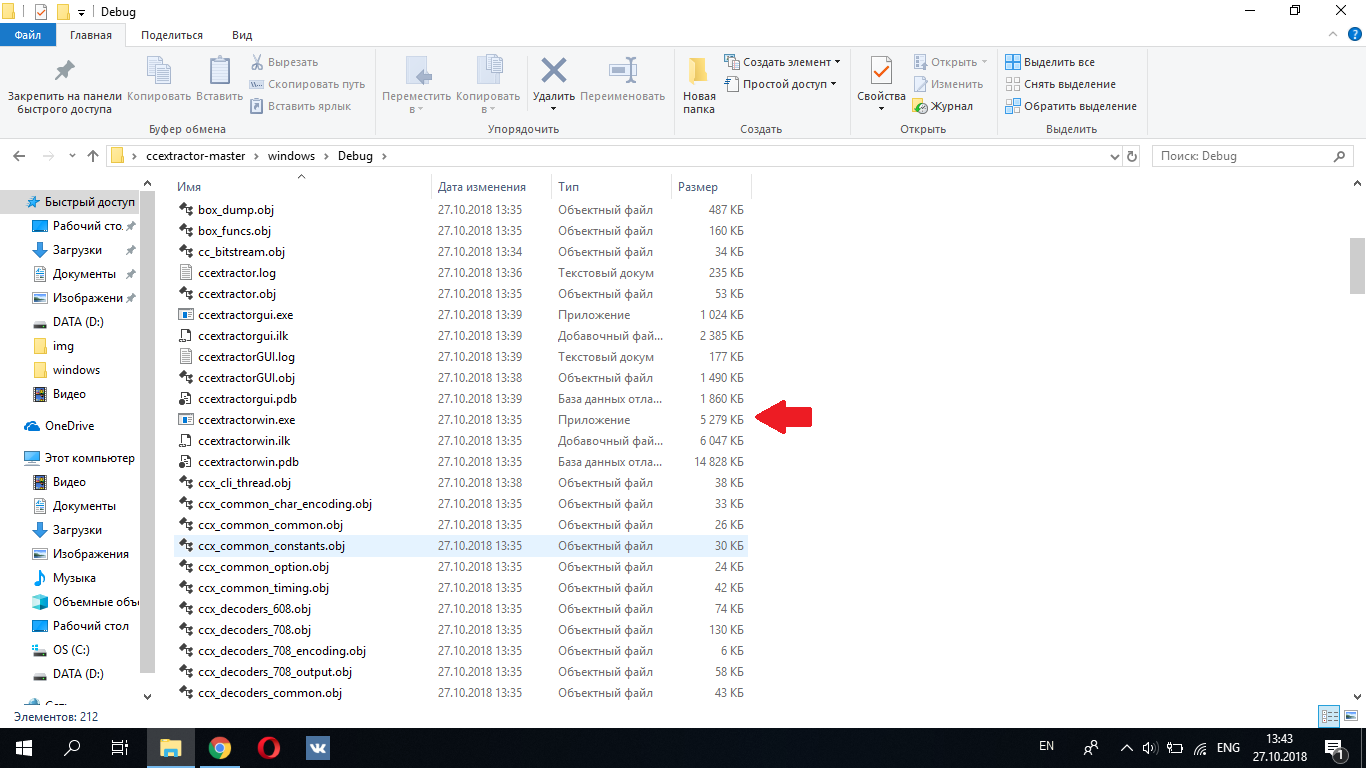 Debug
Файл Главная Поделиться Вид
Закрепить на панели быстрого доступа
Копировать
Вставить
Вырезать
Скопировать путь
Вставить ярлык
Буфер обмена
Переместить в
Копировать в
Удалить
Переименовать
Упорядочить
Новая папка
Создать элемент
Простой доступ
Создать
Свойства
Открыть
Изменить
Журнал
Открыть
Выделить все
Снять выделение
Обратить выделение
Выделить
ccextractor-master windows Debug
Поиск: Debug
Быстрый доступ
Рабочий сто.
Загрузки
Документы
Изображени
DATA (D:)
img
windows
Видео
OneDrive
Этот компьютер
Видео
Документы
Загрузки
Изображения
Музыка
Объемные объ
Рабочий стол
OS (C:)
DATA (D:)
Имя Дата изменения Тип Размер
box_dump.obj 27.10.2018 13:35 Объектный файл 487 КБ
box_funcs.obj 27.10.2018 13:35 Объектный файл 160 КБ
cc_bitstream.obj 27.10.2018 13:34 Объектный файл 34 КБ
ccextractor.log 27.10.2018 13:36 Текстовый докум 235 КБ
ccextractor.obj 27.10.2018 13:35 Объектный файл 53 КБ
ccextractorgui.exe 27.10.2018 13:39 Приложение 1 024 КБ
ccextractorgui.ilk 27.10.2018 13:39 Добавочный фай... 2 385 КБ
ccextractorGUI.log 27.10.2018 13:39 Текстовый докум 177 КБ
ccextractorGUI.obj 27.10.2018 13:38 Объектный файл 1 490 КБ
ccextractorgui.pdb 27.10.2018 13:39 База данных отла... 1 860 КБ
ccextractorwin.exe 27.10.2018 13:35 Приложение 5 279 КБ
ccextractorwin.ilk 27.10.2018 13:35 Добавочный фай... 6 047 КБ
ccextractorwin.pdb 27.10.2018 13:35 База данных отла... 14 828 КБ
ccx_cli_thread.obj 27.10.2018 13:38 Объектный файл 38 КБ
ccx_common_char_encoding.obj 27.10.2018 13:35 Объектный файл 33 КБ
ccx_common_common.obj 27.10.2018 13:35 Объектный файл 26 КБ
ccx_common_constants.obj 27.10.2018 13:35 Объектный файл 30 КБ
ccx_common_option.obj 27.10.2018 13:35 Объектный файл 24 КБ
ccx_common_timing.obj 27.10.2018 13:35 Объектный файл 42 КБ
ccx_decoders_608.obj 27.10.2018 13:35 Объектный файл 74 КБ
ccx_decoders_708.obj 27.10.2018 13:35 Объектный файл 130 КБ
ccx_decoders_708_encoding.obj 27.10.2018 13:35 Объектный файл 6 КБ
ccx_decoders_708_output.obj 27.10.2018 13:35 Объектный файл 58 КБ
ccx_decoders_common.obj 27.10.2018 13:35 Объектный файл 43 КБ
Элементов: 212
EN
ENG
13:43
27.10.2018
1